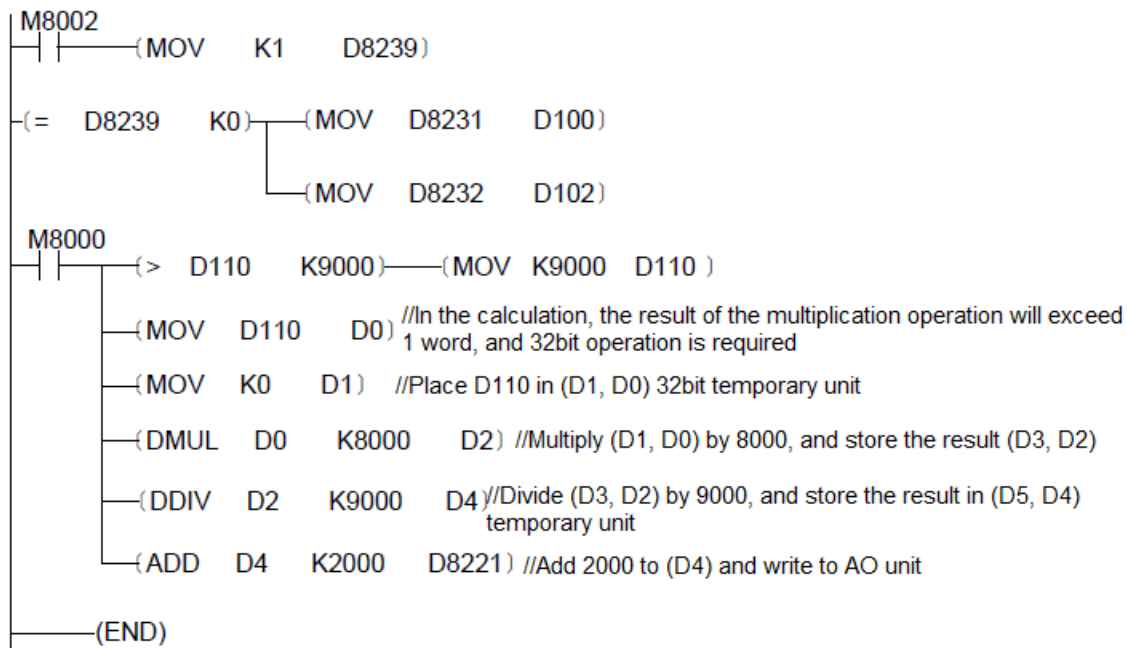 M8002
(MOV K1 D8239)
(= D8239 K0) (MOV D8231 D100)
(MOV D8232 D102)
M8000
(> D110 K9000) (MOV K9000 D110 )
(MOV D110 D0) //In the calculation, the result of the multiplication operation will exceed
1 word, and 32bit operation is required
(MOV K0 D1) //Place D110 in (D1, D0) 32bit temporary unit
(DMUL D0 K8000 D2) //Multiply (D1, D0) by 8000, and store the result (D3, D2)
(DDIV D2 K9000 D4) //Divide (D3, D2) by 9000, and store the result in (D5, D4)
temporary unit
(ADD D4 K2000 D8221) //Add 2000 to (D4) and write to AO unit
(END)